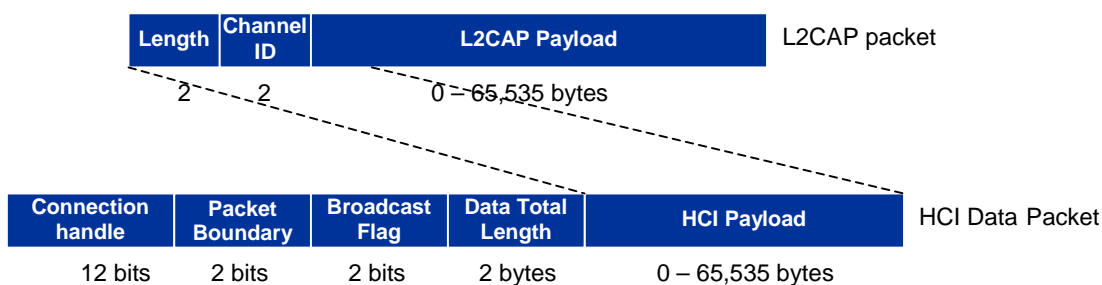 Length Channel ID L2CAP Payload L2CAP packet
2 2 0 – 65,535 bytes
Connection handle Packet Boundary Broadcast Flag Data Total Length HCI Payload HCI Data Packet
12 bits 2 bits 2 bits 2 bytes 0 – 65,535 bytes